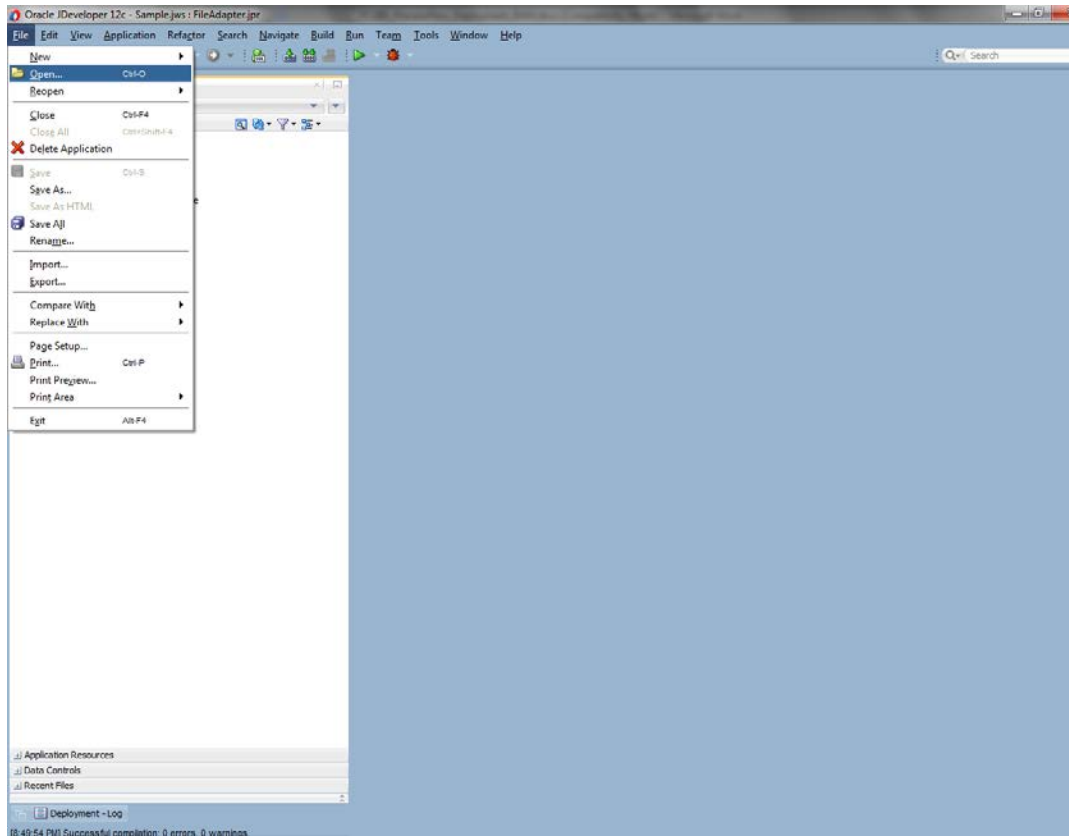 Oracle JDeveloper 12c - Sample.jws : FileAdapter.jpr
File Edit View Application Refactor Search Navigate Build Run Team Tools Window Help
New
Search
Open... Ctrl-O
Reopen
Close Ctrl-F4
Close All Ctrl+Shift-F4
Delete Application
Save Ctrl-S
Save As...
e
Save As HTML
Save All
Rename...
Import...
Export...
Compare With
Replace With
Page Setup...
Print... Ctrl-P
Print Preview...
Print Area
Exit Alt-F4
Application Resources
Data Controls
Recent Files
Deployment - Log
[8:49:54 PM] Successful compilation: 0 errors, 0 warnings.